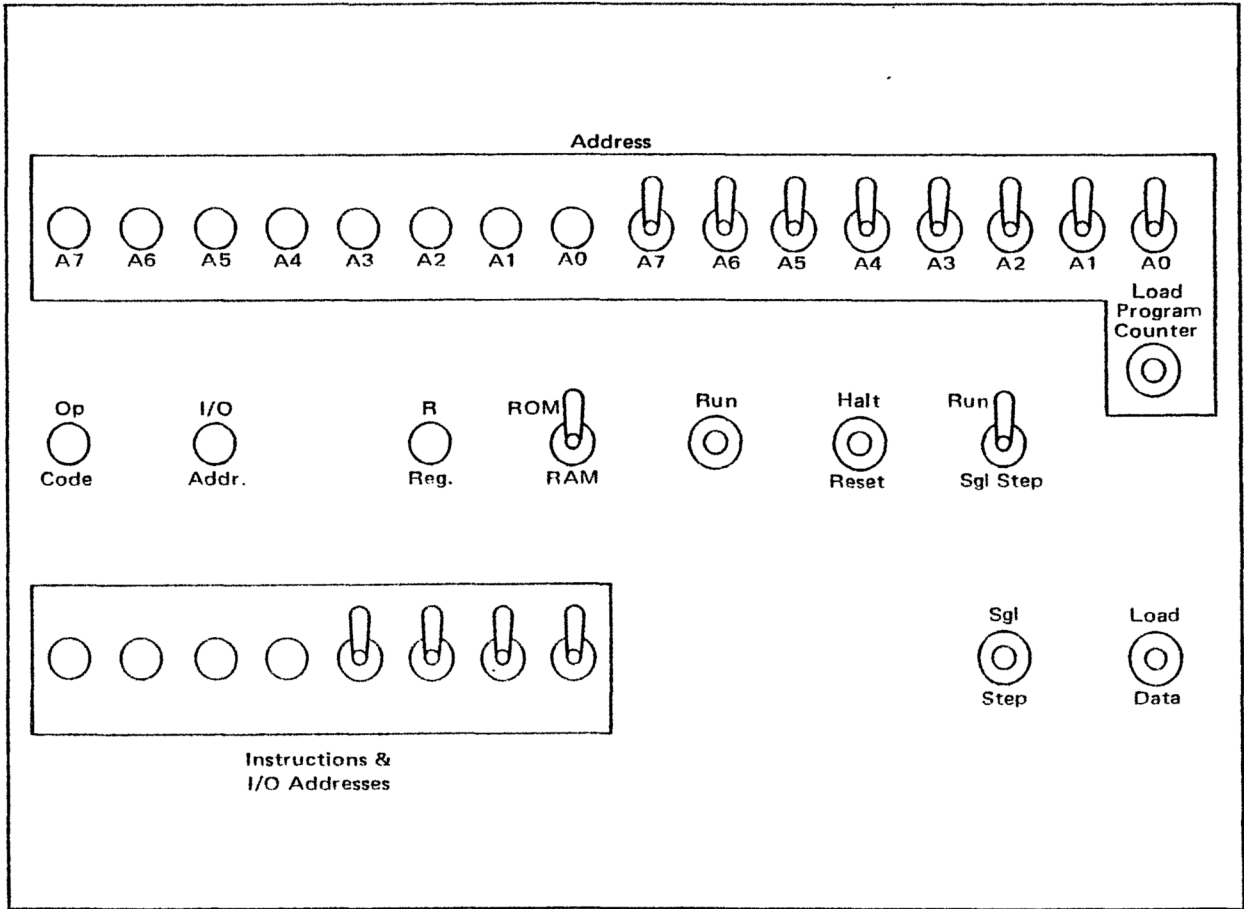 Address
A7 A6 A5 A4 A3 A2 A1 A0 A7 A6 A5 A4 A3 A2 A1 A0
Load
Program
Counter
Op I/O R ROM Run Halt Run
Code Addr. Reg. RAM Reset Sgl Step
Sgl Load
Step Data
Instructions &
I/O Addresses